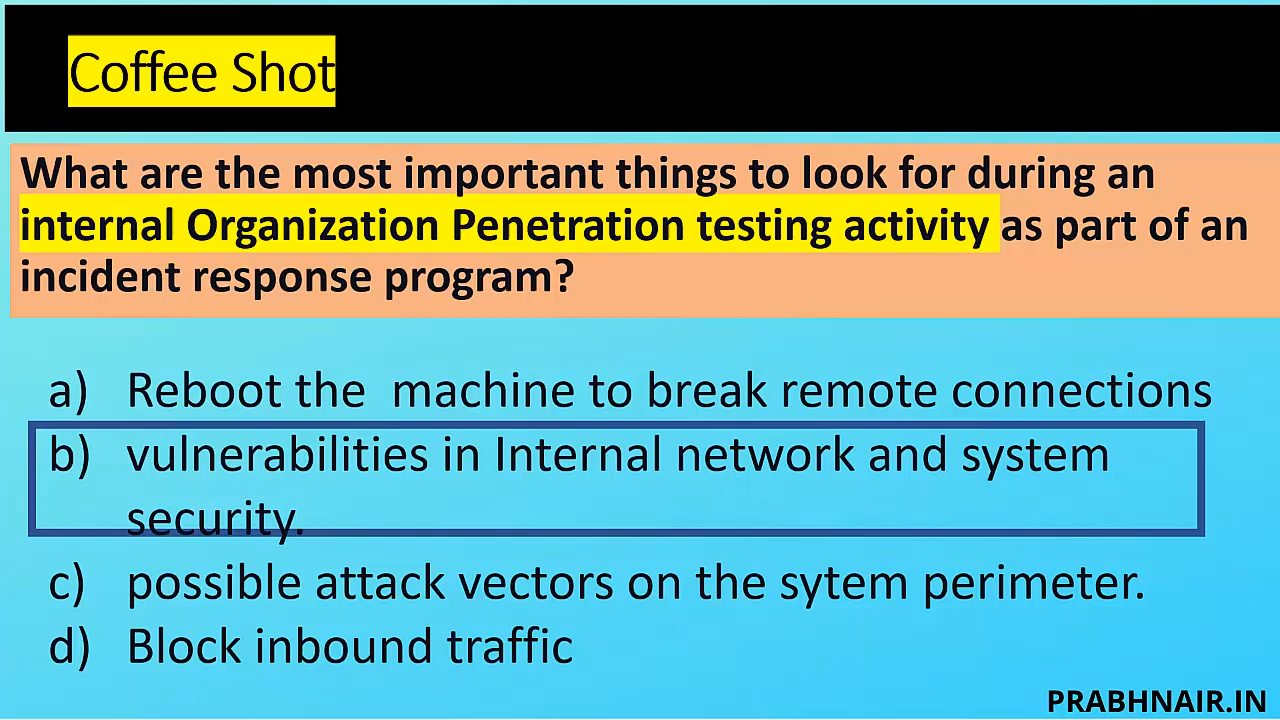 Coffee Shot
What are the most important things to look for during an
internal Organization Penetration testing activity as part of an
incident response program?
a) Reboot the machine to break remote connections
b) vulnerabilities in Internal network and system
security.
c) possible attack vectors on the sytem perimeter.
d) Block inbound traffic
PRABHNAIR.IN